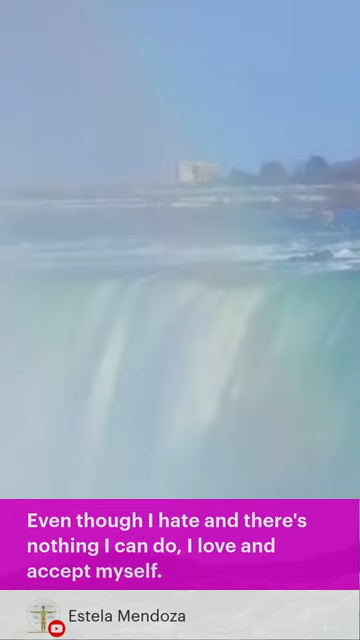 Even though I hate and there's
nothing I can do, I love and
accept myself.
Estela Mendoza